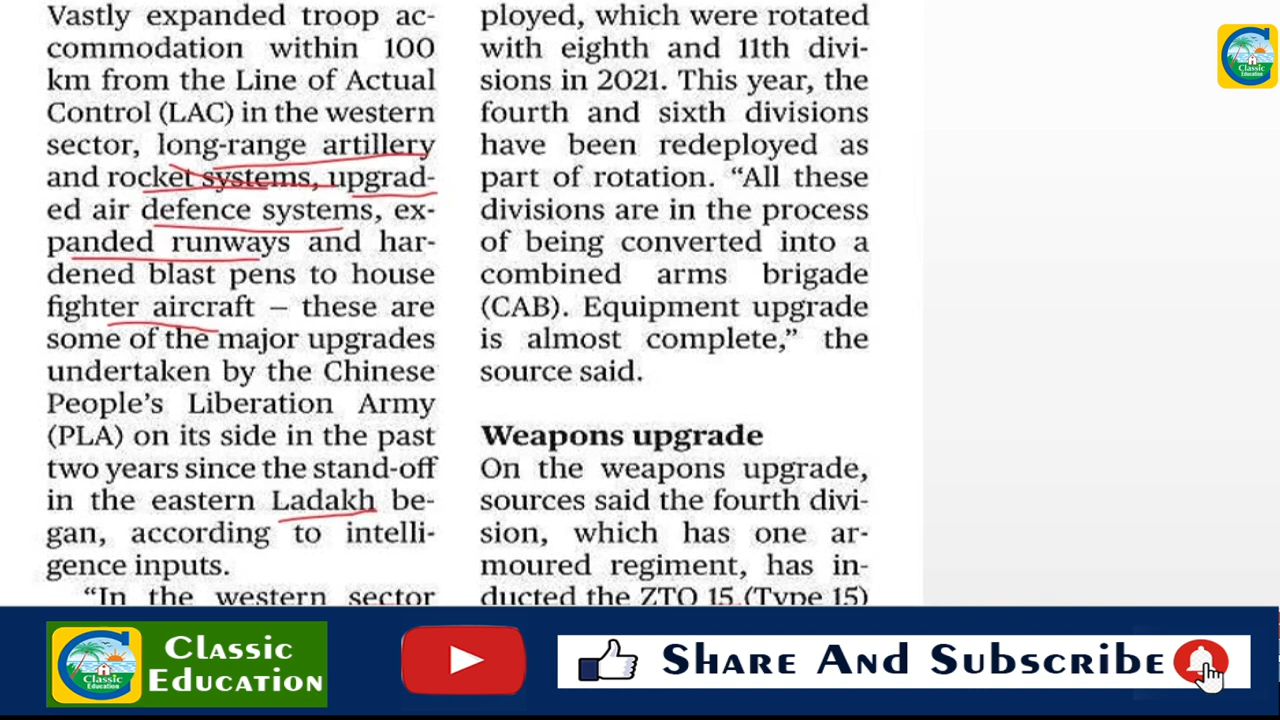 Vastly expanded troop ac-
commodation within 100
km from the Line of Actual
Control (LAC) in the western
sector, long-range artillery
and rocket systems, upgrad-
ed air defence systems, ex-
panded runways and har-
dened blast pens to house
fighter aircraft – these are
some of the major upgrades
undertaken by the Chinese
People's Liberation Army
(PLA) on its side in the past
two years since the stand-off
in the eastern Ladakh be-
gan, according to intelli-
gence inputs.
"In the western sector
ployed, which were rotated
with eighth and 11th divi-
sions in 2021. This year, the
fourth and sixth divisions
have been redeployed as
part of rotation. "All these
divisions are in the process
of being converted into a
combined arms brigade
(CAB). Equipment upgrade
is almost complete," the
source said.
Weapons upgrade
On the weapons upgrade,
sources said the fourth divi-
sion, which has one ar-
moured regiment, has in-
ducted the ZTQ 15 (Type 15)
Classic
Education
Classic
Education
Classic
Education
Share And Subscribe